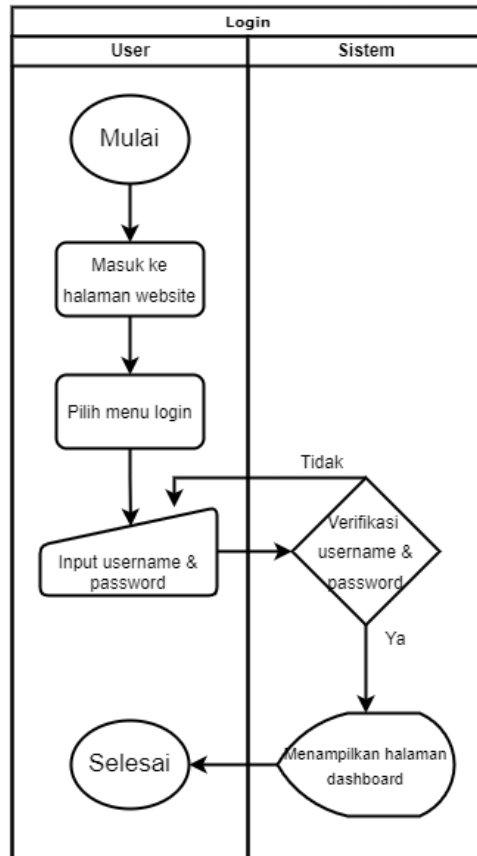 Login
User
Sistem
Mulai
Masuk ke
halaman website
Pilih menu login
Tidak
Input username &
password
Verifikasi
username &
password
Ya
Selesai
Menampilkan halaman
dashboard